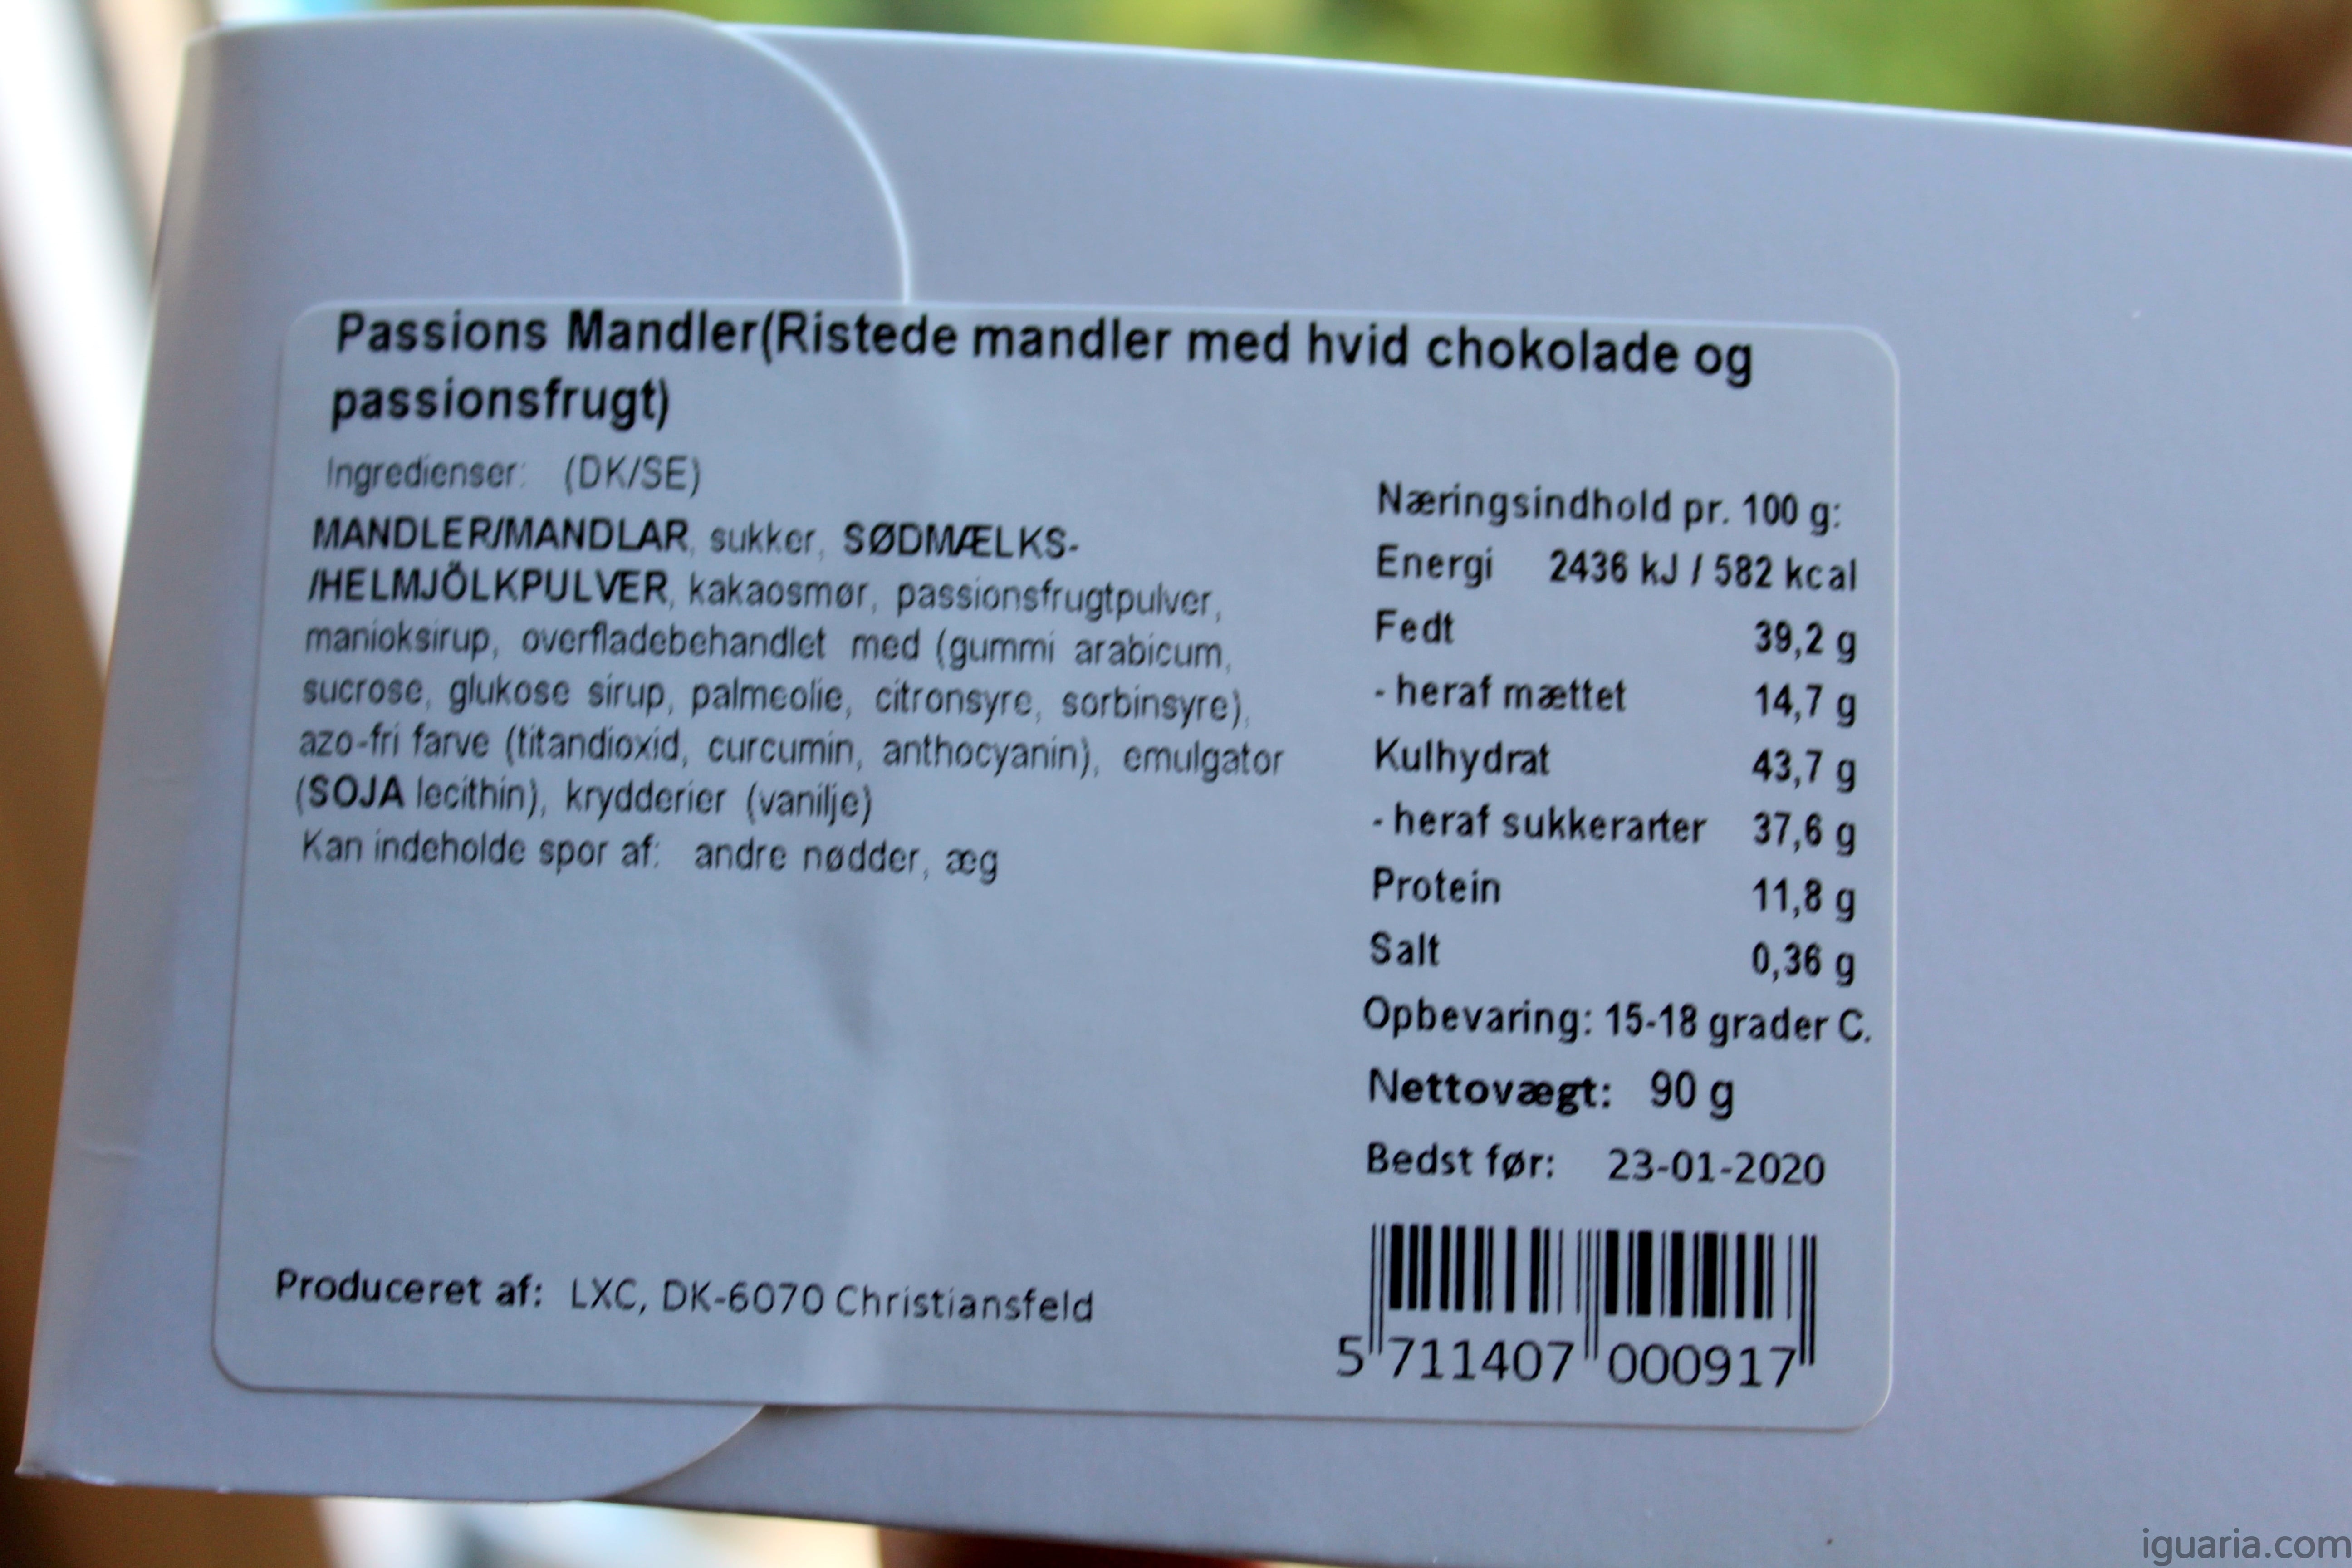 Passions Mandler(Ristede mandler med hvid chokolade og
passionsfrugt)
Ingredienser: (DK/SE)
MANDLER/MANDLAR, sukker, SØDMÆLKS-
/HELMJÖLKPULVER, kakaosmør, passionsfrugtpulver,
manioksirup, overfladebehandlet med (gummi arabicum,
sucrose, glukose sirup, palmeolie, citronsyre, sorbinsyre),
azo-fri farve (titandioxid, curcumin, anthocyanin), emulgator
(SOJA lecithin), krydderier (vanilje)
Kan indeholde spor af: andre nødder, æg
Produceret af: LXC, DK-6070 Christiansfeld
Næringsindhold pr. 100 g:
Energi 2436 kJ / 582 kcal
Fedt 39,2 g
- heraf mættet 14,7 g
Kulhydrat 43,7 g
- heraf sukkerarter 37,6 g
Protein 11,8 g
Salt 0,36 g
Opbevaring: 15-18 grader C.
Nettovægt: 90 g
Bedst før: 23-01-2020
5 711407 000917
iguaria.com